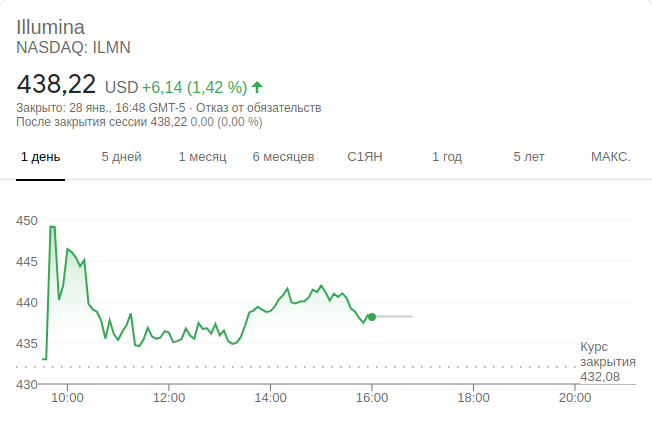 Illumina
NASDAQ: ILMN
438,22 USD +6,14 (1,42 %)
Закрыто: 28 янв., 16:48 GMT-5 · Отказ от обязательств
После закрытия сессии 438,22 0,00 (0,00 %)
1 день 5 дней 1 месяц 6 месяцев С1ЯН 1 год 5 лет МАКС.
450
445
440
435
Курс
закрытия
432,08
430
10:00 12:00 14:00 16:00 18:00 20:00